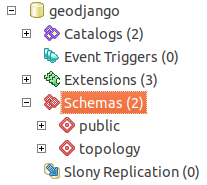 geodjango
Catalogs (2)
Event Triggers (0)
Extensions (3)
Schemas (2)
public
topology
Slony Replication (0)